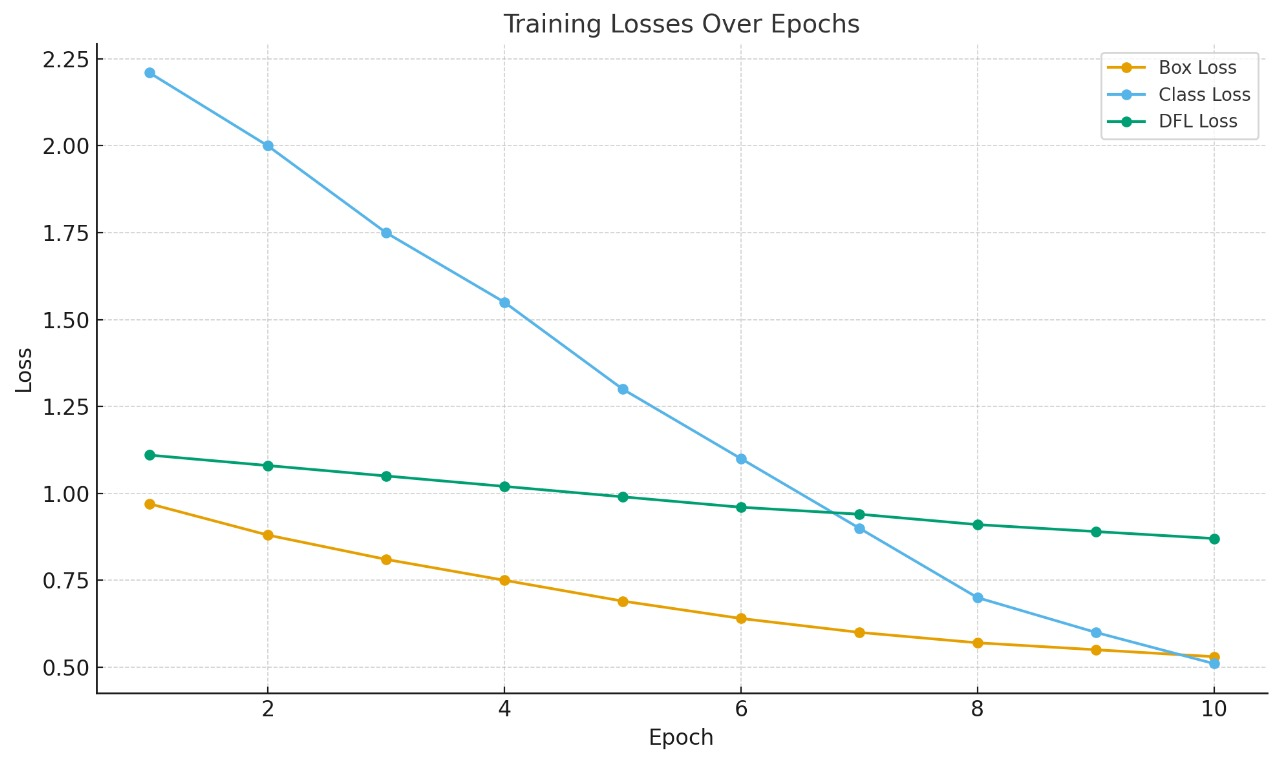 Training Losses Over Epochs
Box Loss
Class Loss
DFL Loss
2.25
2.00
1.75
1.50
1.25
1.00
0.75
0.50
Loss
2 4 6 8 10
Epoch